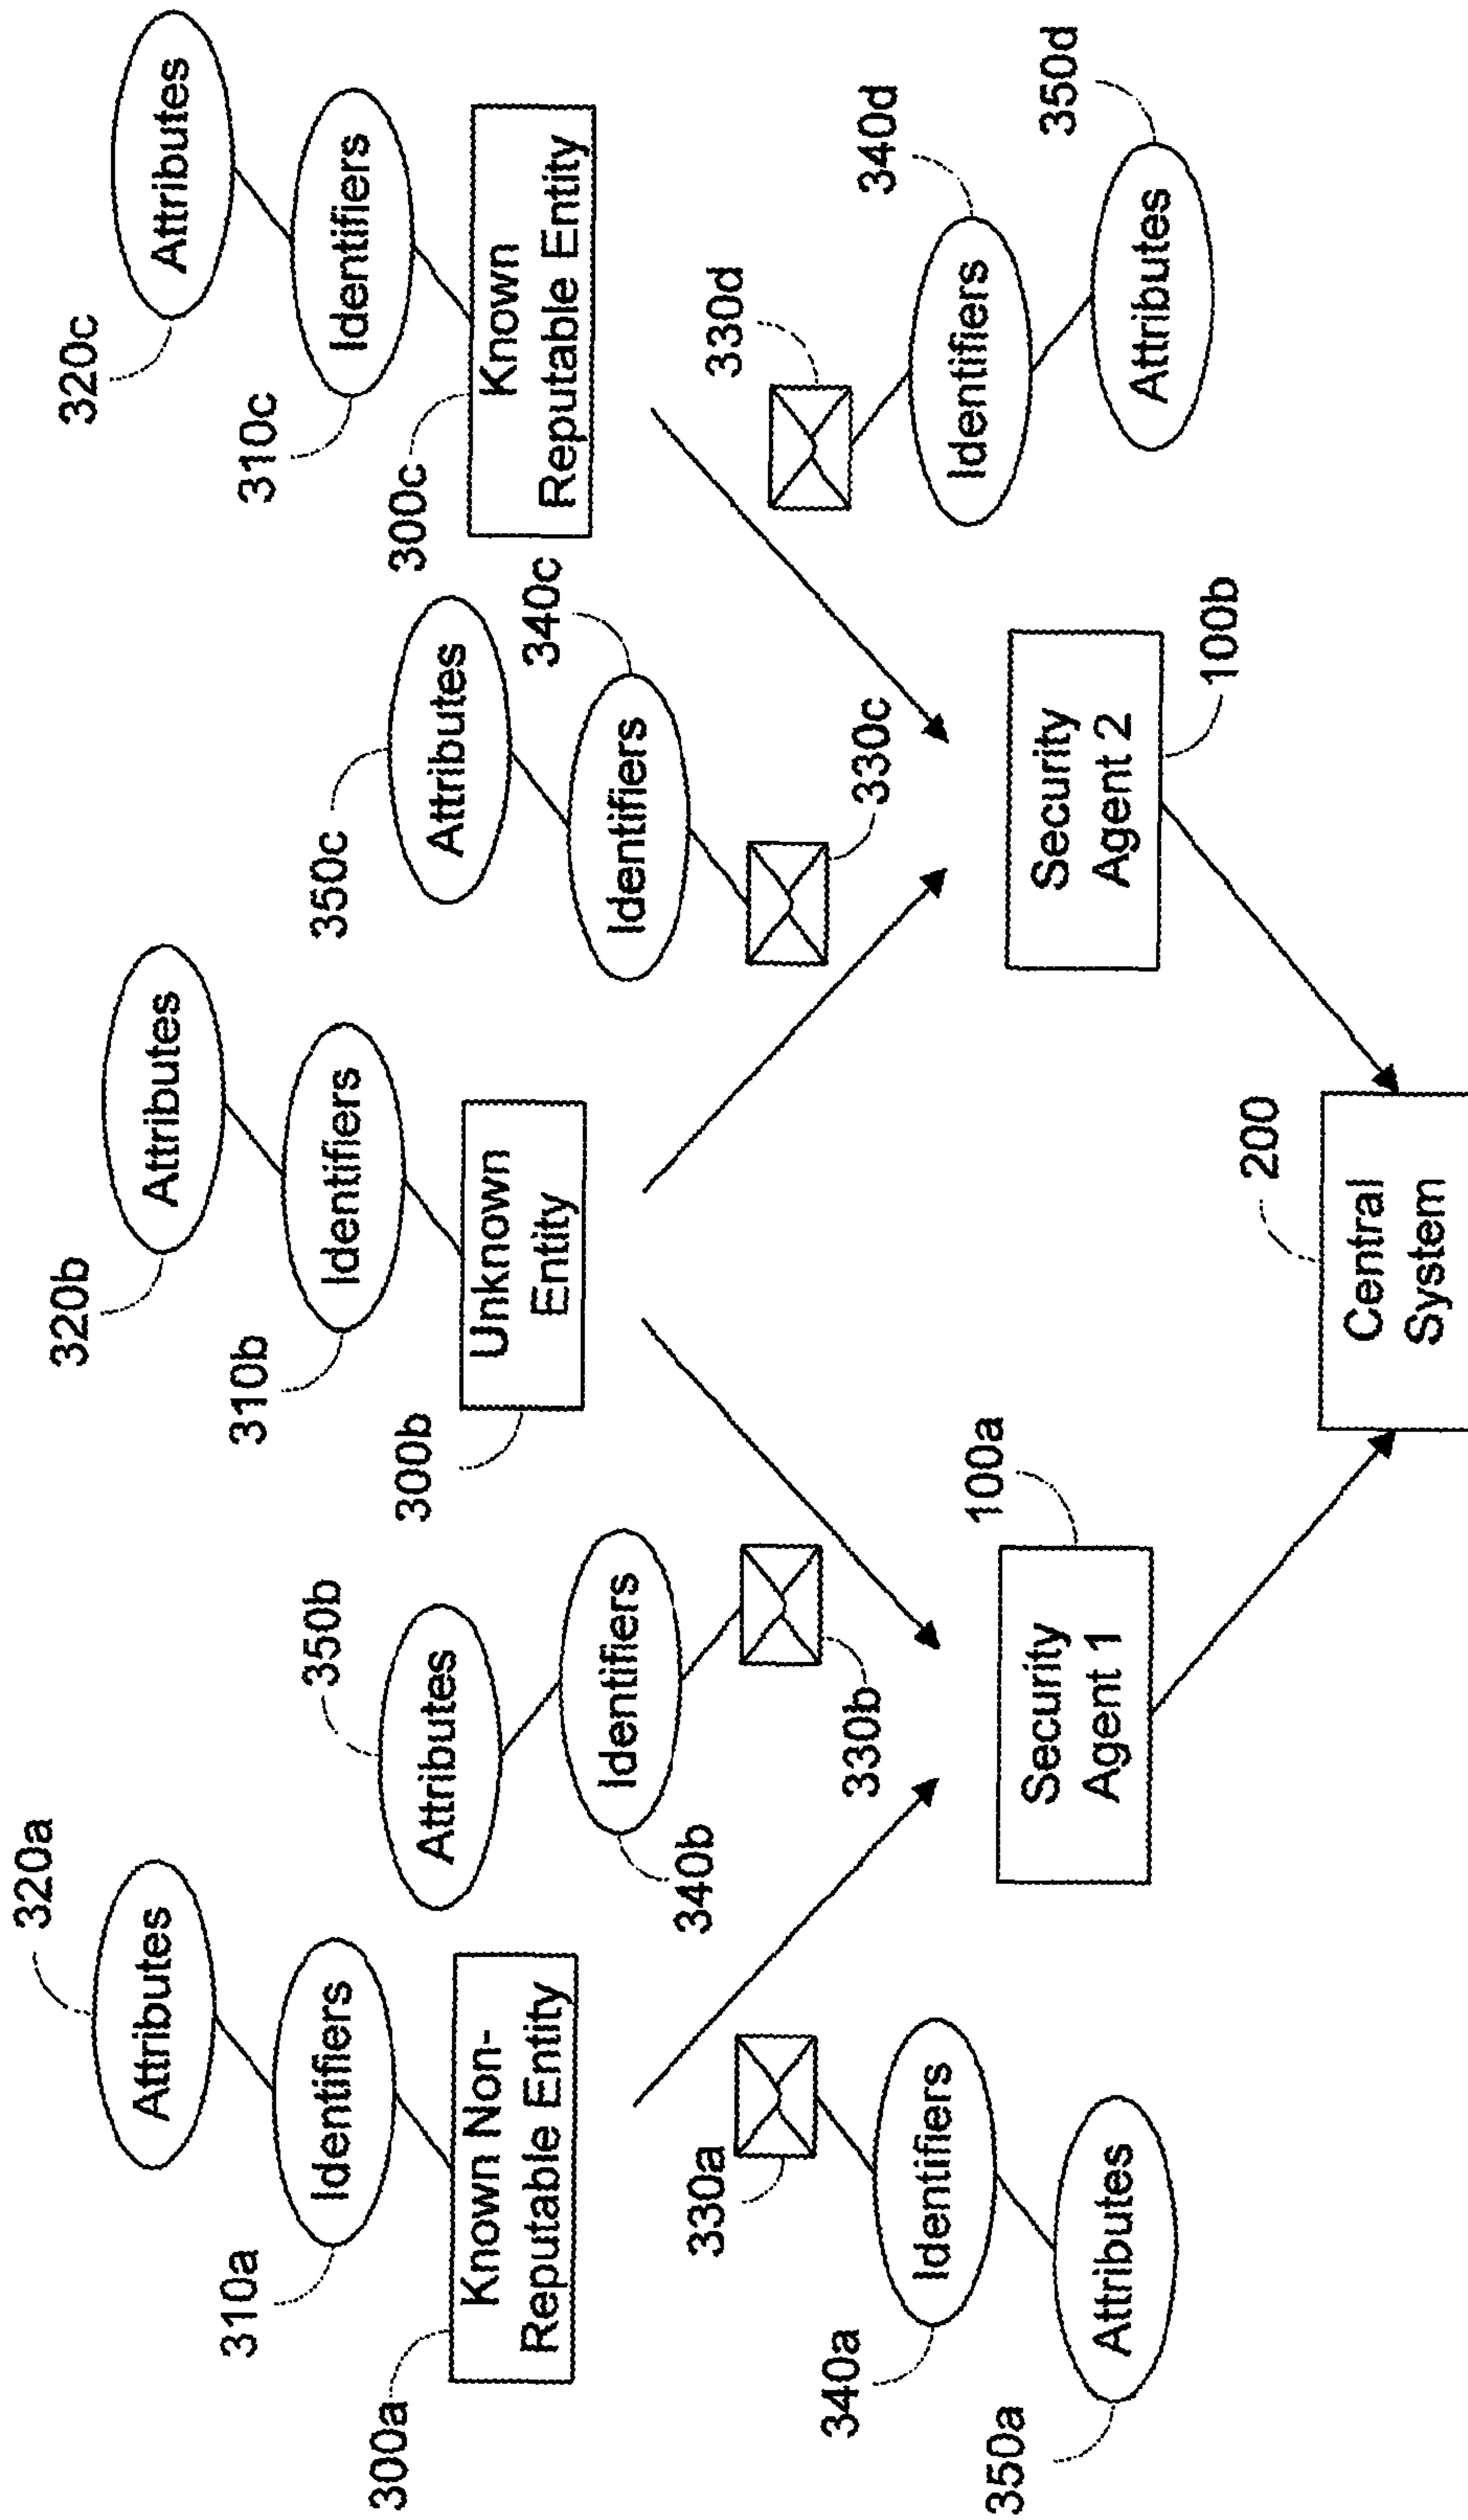 320a
Attributes
310a
Identifiers
300a
Known Non-
Reputable Entity
350b
Attributes
340b
Identifiers
330b
330a
340a
Identifiers
350a
Attributes
320b
Attributes
310b
Identifiers
300b
Unknown
Entity
350c
Attributes
340c
Identifiers
330c
320c
Attributes
310c
Identifiers
300c
Known
Reputable Entity
330d
340d
Identifiers
350d
Attributes
100a
Security
Agent 1
Security
Agent 2
100b
200
Central
System